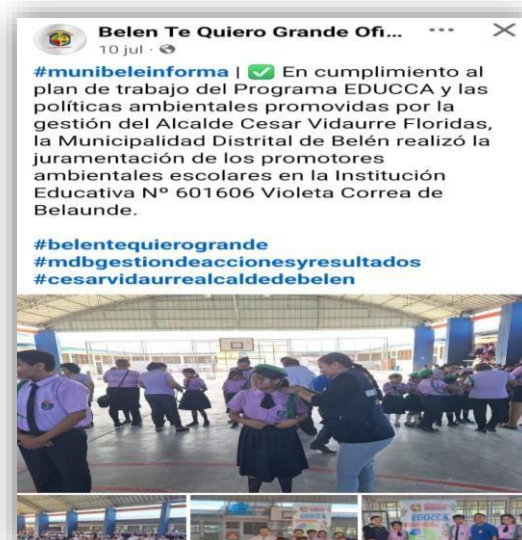 Belen Te Quiero Grande Ofi...
10 jul ·
#munibeleinforma | ✅ En cumplimiento al
plan de trabajo del Programa EDUCCA y las
políticas ambientales promovidas por la
gestión del Alcalde Cesar Vidaurre Floridas,
la Municipalidad Distrital de Belén realizó la
juramentación de los promotores
ambientales escolares en la Institución
Educativa Nº 601606 Violeta Correa de
Belaunde.
#belentequierogrande
#mdbgestiondeaccionesyresultados
#cesarvidaurrealcaldedebelen
EDUCCA
EDUCCA